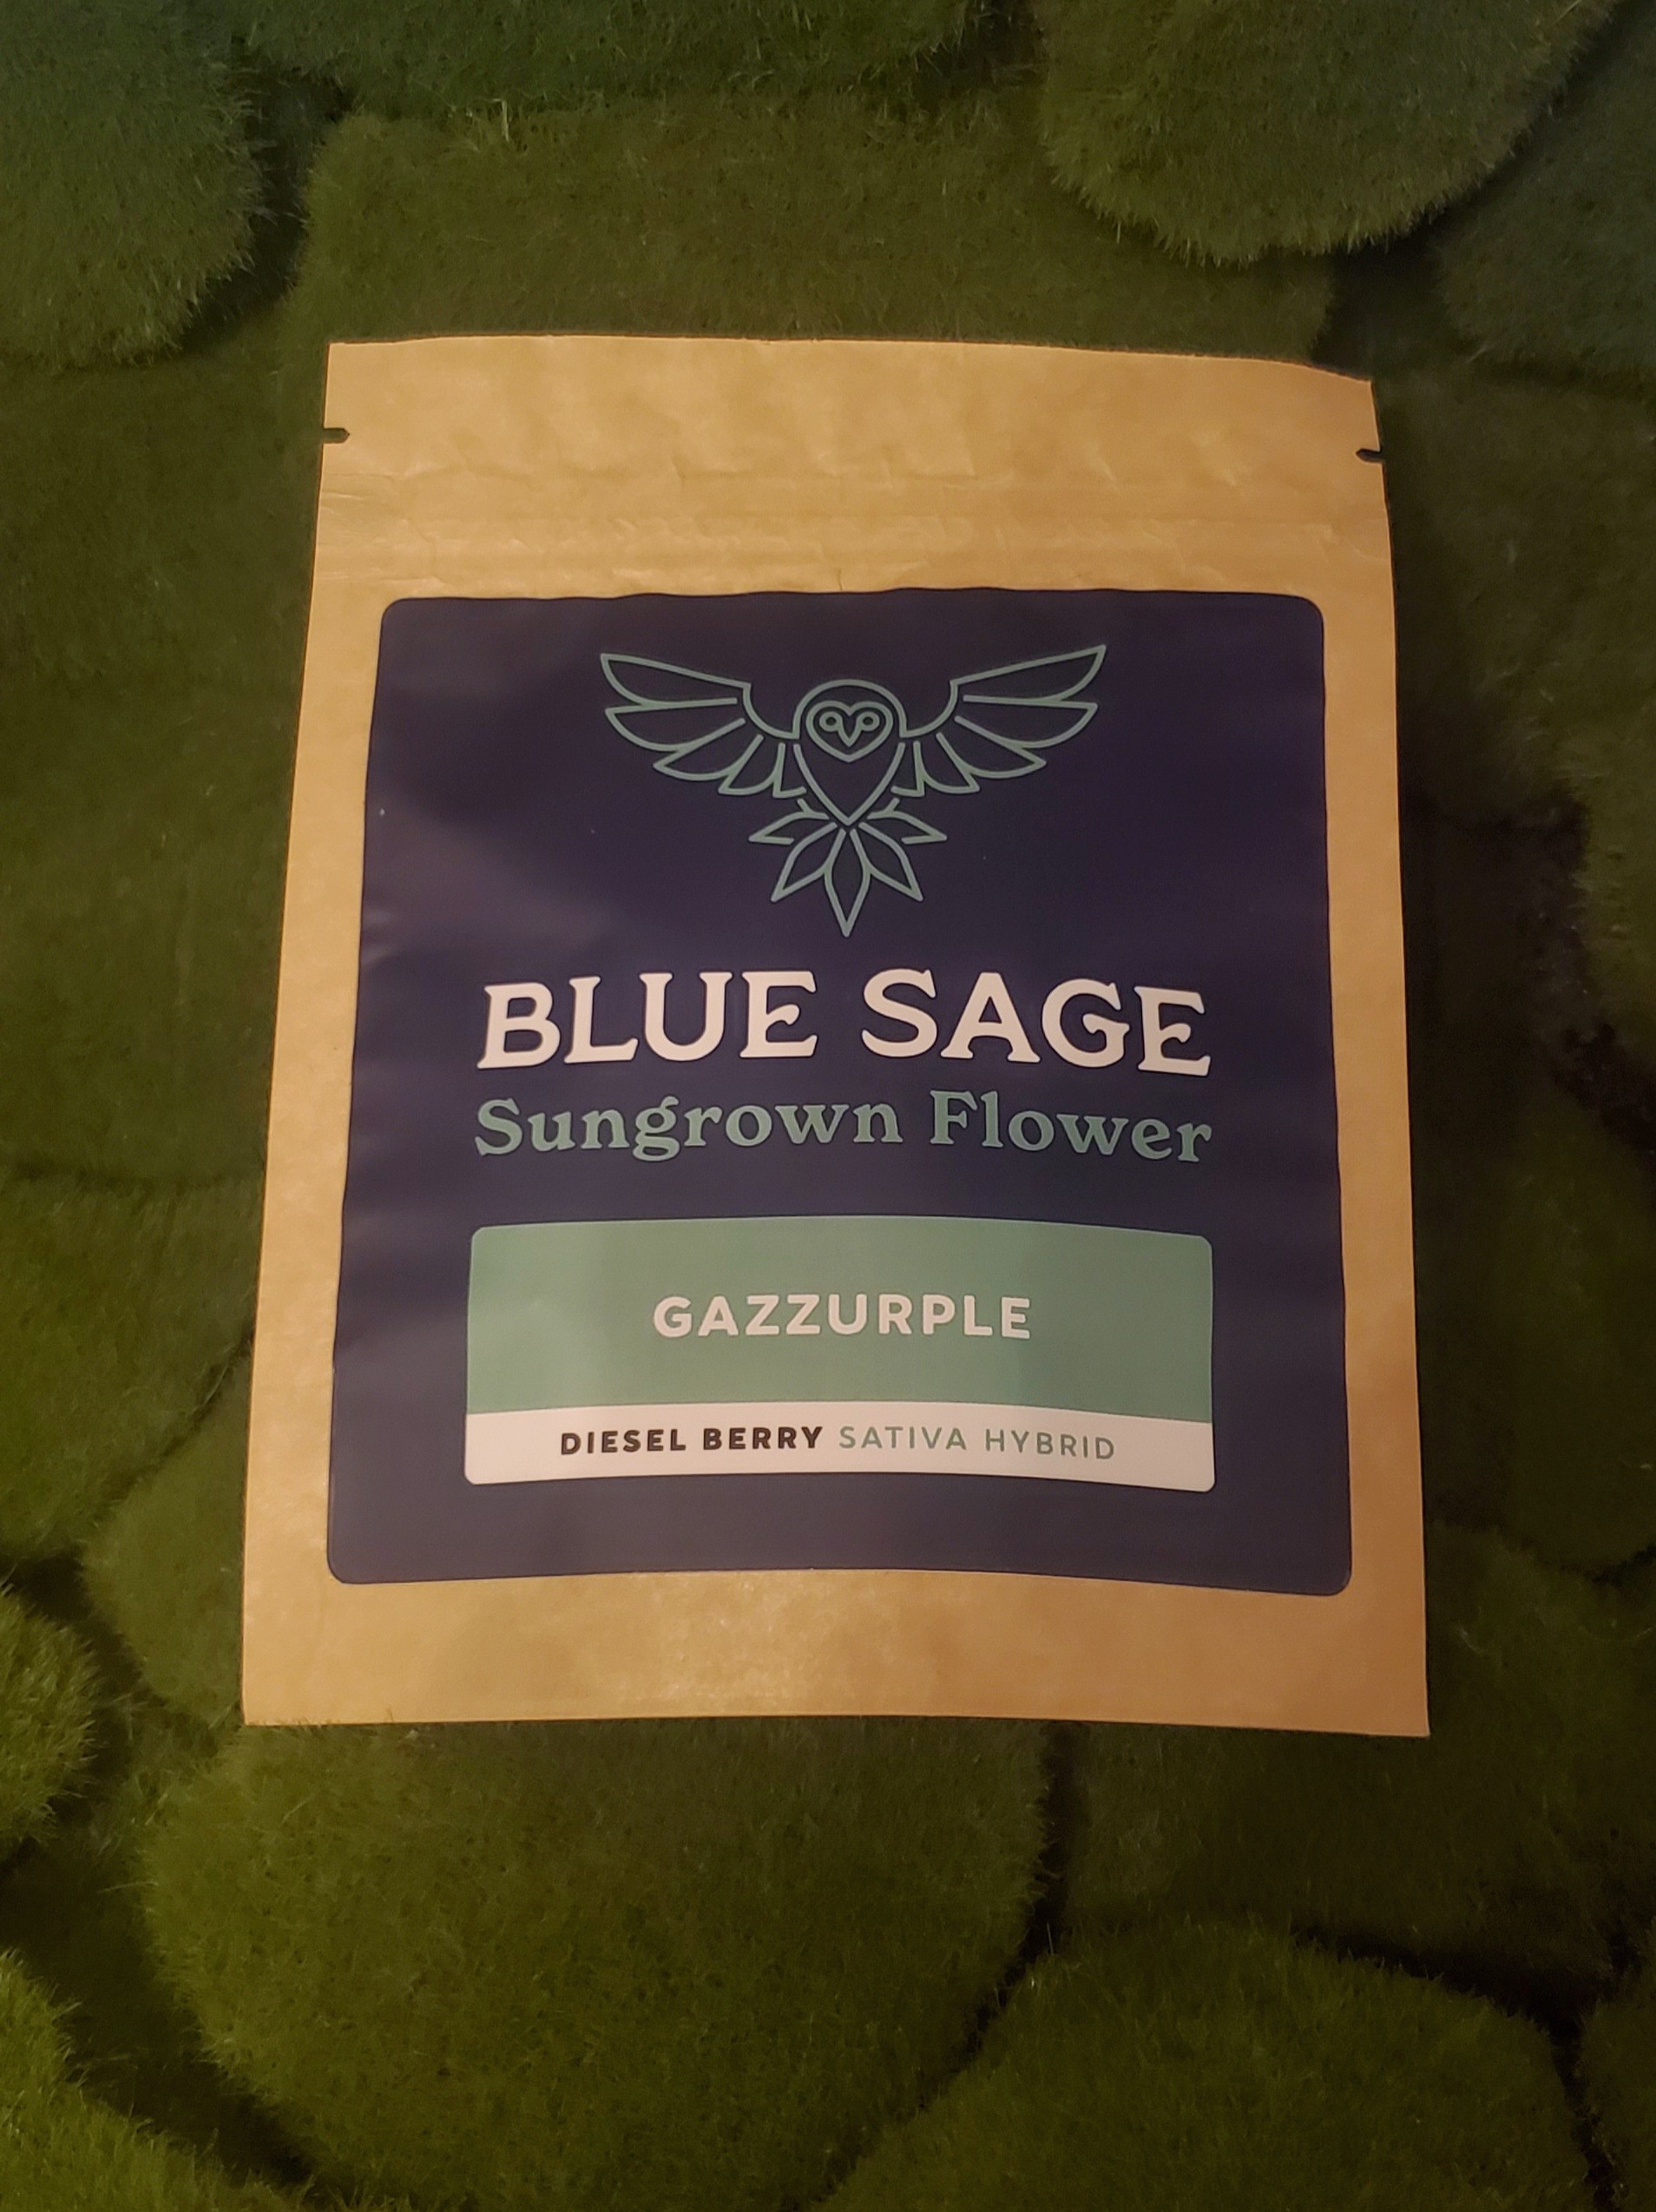 BLUE SAGE
Sungrown Flower
GAZZURPLE
DIESEL BERRY SATIVA HYBRID